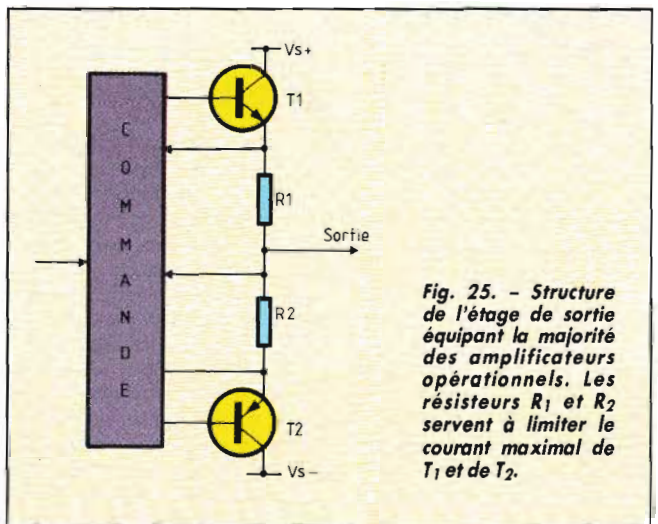 Vs+
T1
COMMANDE
R1
Sortie
R2
T2
Vs-
Fig. 25. – Structure
de l'étage de sortie
équipant la majorité
des amplificateurs
opérationnels. Les
résisteurs R1 et R2
servent à limiter le
courant maximal de
T1 et de T2.